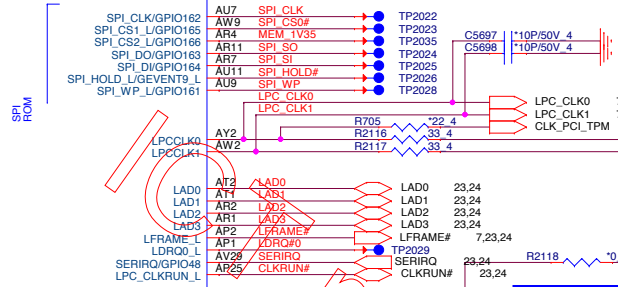 SPI_CLK/GPIO162 AU7 SPI_CLK TP2022
SPI_CS1_L/GPIO165 AW9 SPI_CS0# TP2023
SPI_CS2_L/GPIO166 AR4 MEM_1V35 TP2035
SPI_DO/GPIO163 AR11 SPI_SO TP2024
SPI_DI/GPIO164 AR7 SPI_SI TP2025
SPI_HOLD_L/GEVENT9_L AU11 SPI_HOLD# TP2026
SPI_WP_L/GPIO161 AU9 SPI_WP TP2028
SPI ROM
C5697 *10P/50V_4
C5698 *10P/50V_4
LPC_CLK0 LPC_CLK0
LPC_CLK1 LPC_CLK1
R705 *22_4 CLK_PCI_TPM
LPCCLK0 AY2 R2116 33_4
LPCCLK1 AW2 R2117 33_4
LAD0 AT2 LAD0 LAD0 23,24
LAD1 AT1 LAD1 LAD1 23,24
LAD2 AR2 LAD2 LAD2 23,24
LAD3 AR1 LAD3 LAD3 23,24
LFRAME_L AP2 LFRAME# LFRAME# 7,23,24
LDRQ0_L AP1 LDRQ#0 TP2029
SERIRQ/GPIO48 AV29 SERIRQ SERIRQ 23,24
LPC_CLKRUN_L AP25 CLKRUN# CLKRUN# 23,24
R2118 *0